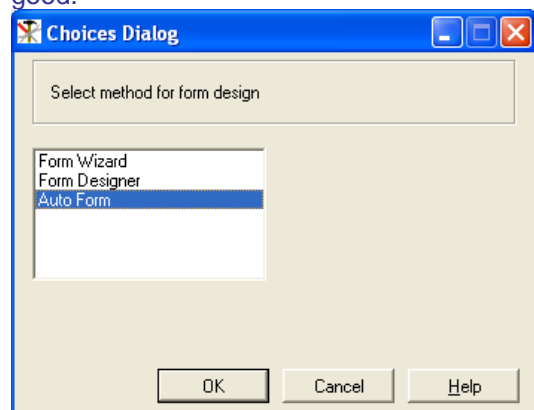 good.
Choices Dialog
Select method for form design
Form Wizard
Form Designer
Auto Form
OK
Cancel
Help